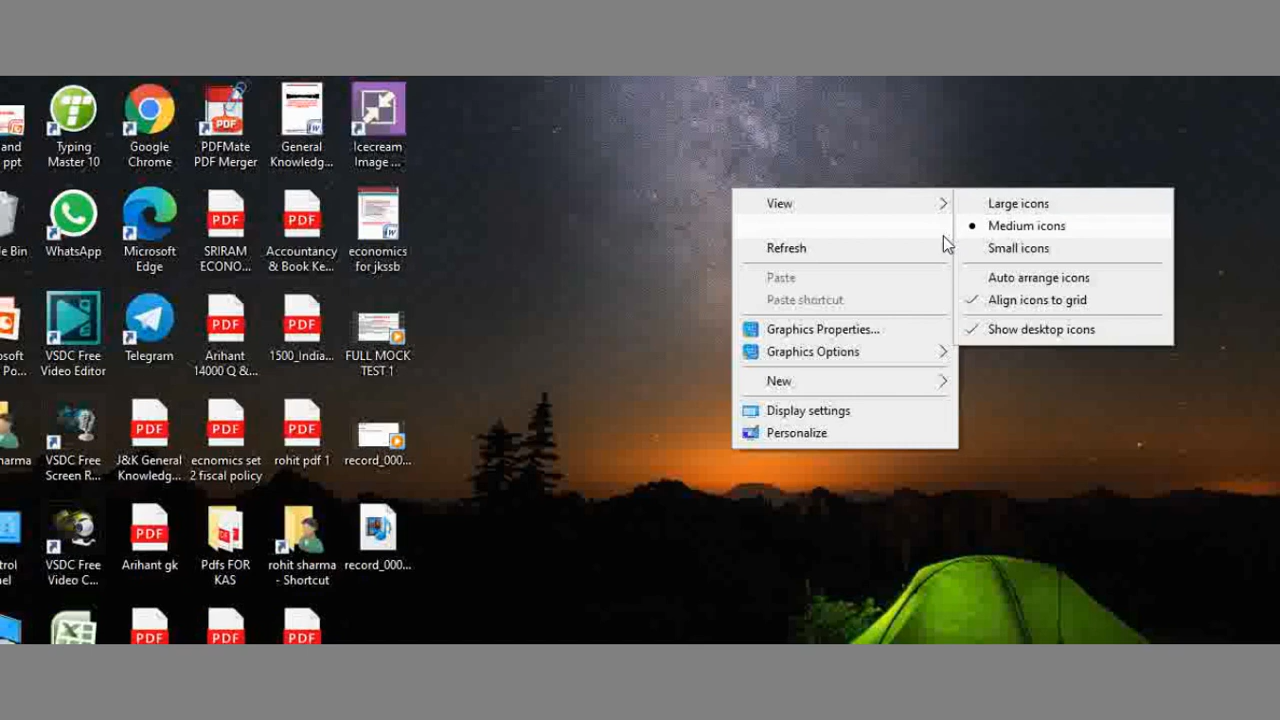 and
ppt
Typing
Master 10
Google
Chrome
PDFMate
PDF Merger
General
Knowledg...
Icecream
Image ...
PDF
e Bin
WhatsApp
Microsoft
Edge
PDF
SRIRAM
ECONO...
PDF
Accountancy
& Book Ke...
economics
for jkssb
osoft
Po...
VSDC Free
Video Editor
Telegram
PDF
Arihant
14000 Q &...
PDF
1500_India...
FULL MOCK
TEST 1
arma
VSDC Free
Screen R...
PDF
J&K General
Knowledg...
PDF
ecnomics set
2 fiscal policy
PDF
rohit pdf 1
record_000...
trol
el
VSDC Free
Video C...
PDF
Arihant gk
Pdfs FOR
KAS
rohit sharma
- Shortcut
record_000...
PDF
PDF
PDF
View
Refresh
Paste
Paste shortcut
Graphics Properties...
Graphics Options
New
Display settings
Personalize
Large icons
Medium icons
Small icons
Auto arrange icons
Align icons to grid
Show desktop icons